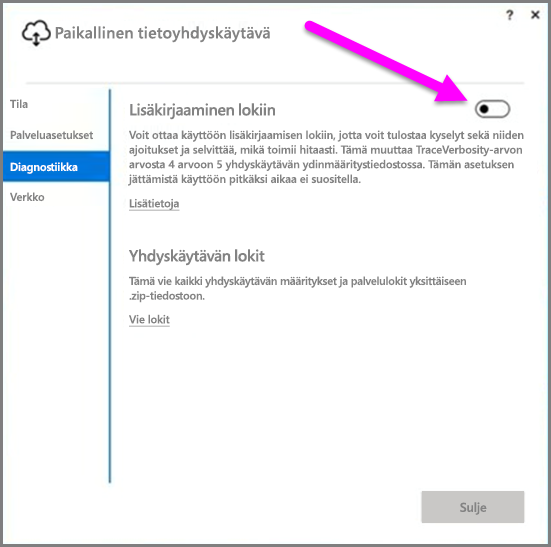 ?
Paikallinen tietoyhdyskäytävä
Tila
Palveluasetukset
Diagnostiikka
Verkko
Lisäkirjaaminen lokiin
Voit ottaa käyttöön lisäkirjaamisen lokiin, jotta voit tulostaa kyselyt sekä niiden
ajoitukset ja selvittää, mikä toimii hitaasti. Tämä muuttaa TraceVerbosity-arvon
arvosta 4 arvoon 5 yhdyskäytävän ydinmääritystiedostossa. Tämän asetuksen
jättämistä käyttöön pitkäksi aikaa ei suositella.
Lisätietoja
Yhdyskäytävän lokit
Tämä vie kaikki yhdyskäytävän määritykset ja palvelulokit yksittäiseen
.zip-tiedostoon.
Vie lokit
Sulje